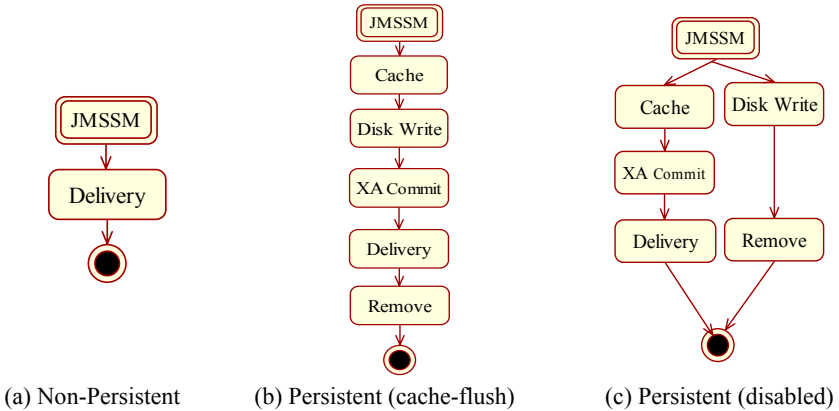 JMSSM
Delivery
(a) Non-Persistent
JMSSM
Cache
Disk Write
XA Commit
Delivery
Remove
(b) Persistent (cache-flush)
JMSSM
Cache
Disk Write
XA Commit
Delivery
Remove
(c) Persistent (disabled)